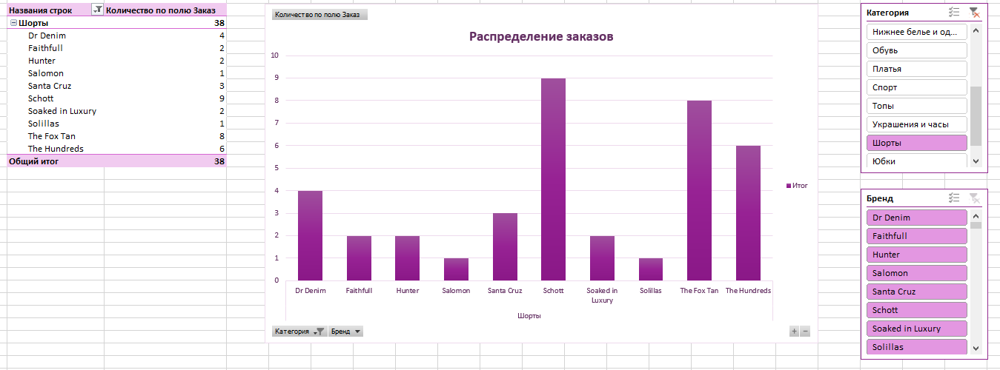 Названия строк Количество по полю Заказ
Шорты 38
Dr Denim 4
Faithfull 2
Hunter 2
Salomon 1
Santa Cruz 3
Schott 9
Soaked in Luxury 2
Solillas 1
The Fox Tan 8
The Hundreds 6
Общий итог 38
Количество по полю Заказ
Распределение заказов
10
9
8
7
6
5
4
3
2
1
0
Dr Denim Faithfull Hunter Salomon Santa Cruz Schott Soaked in Luxury Solillas The Fox Tan The Hundreds
Шорты
Итог
Категория Бренд
Категория
Нижнее белье и од...
Обувь
Платья
Спорт
Топы
Украшения и часы
Шорты
Юбки
Бренд
Dr Denim
Faithfull
Hunter
Salomon
Santa Cruz
Schott
Soaked in Luxury
Solillas